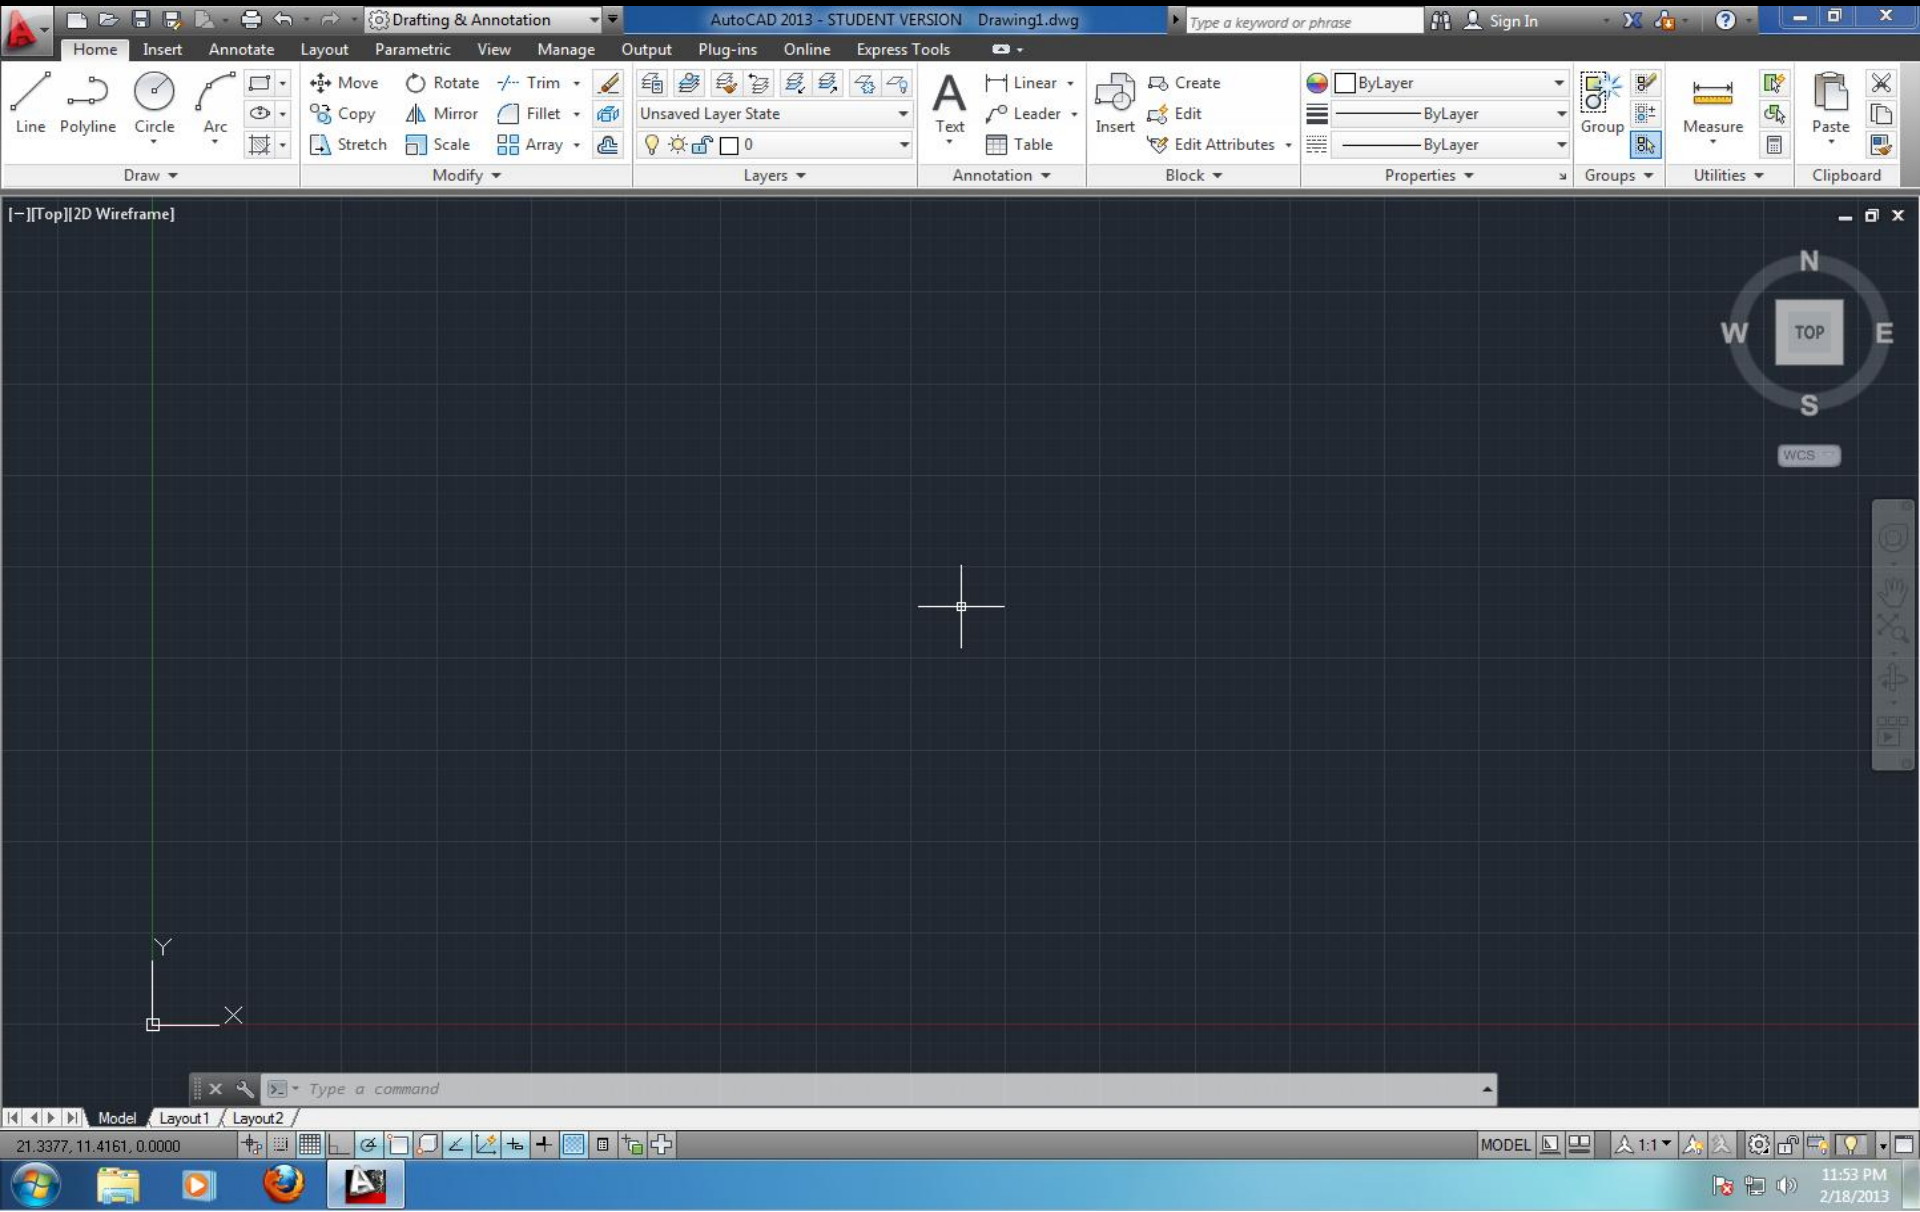 Drafting & Annotation
AutoCAD 2013 - STUDENT VERSION Drawing1.dwg
Type a keyword or phrase
Sign In
Home Insert Annotate Layout Parametric View Manage Output Plug-ins Online Express Tools
Move Rotate Trim
Unsaved Layer State
Linear
Create
ByLayer
Copy Mirror Fillet
Leader
Edit
ByLayer
Line Polyline Circle Arc
Text
Insert
Group
Measure
Paste
Stretch Scale Array
0
Table
Edit Attributes
ByLayer
Draw Modify Layers Annotation Block Properties Groups Utilities Clipboard
[−][Top][2D Wireframe]
N
W TOP E
S
WCS
Y
X
Type a command
Model Layout1 Layout2
21.3377, 11.4161, 0.0000
MODEL
1:1
11:53 PM
2/18/2013